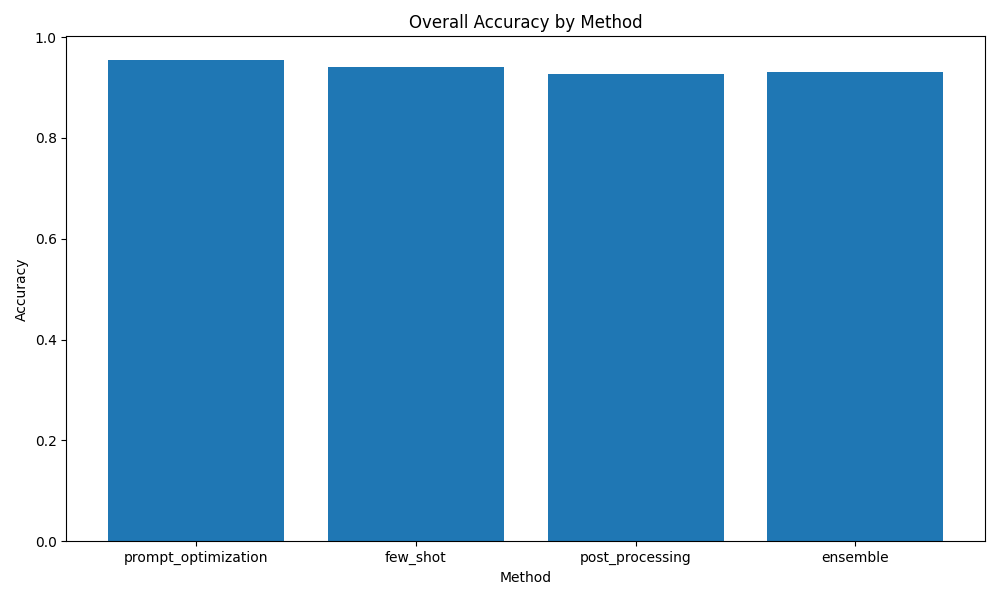 Overall Accuracy by Method
1.0
0.8
0.6
0.4
0.2
0.0
Accuracy
prompt_optimization few_shot post_processing ensemble
Method